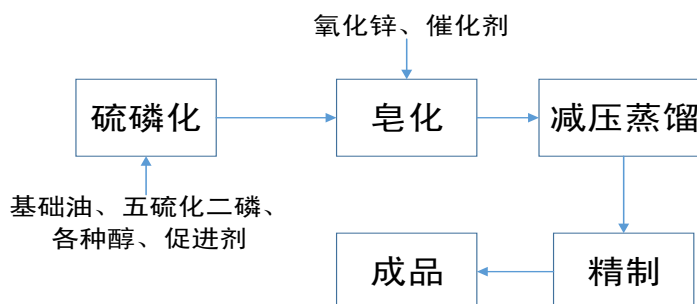 氧化锌、催化剂
硫磷化
皂化
减压蒸馏
基础油、五硫化二磷、
各种醇、促进剂
成品
精制